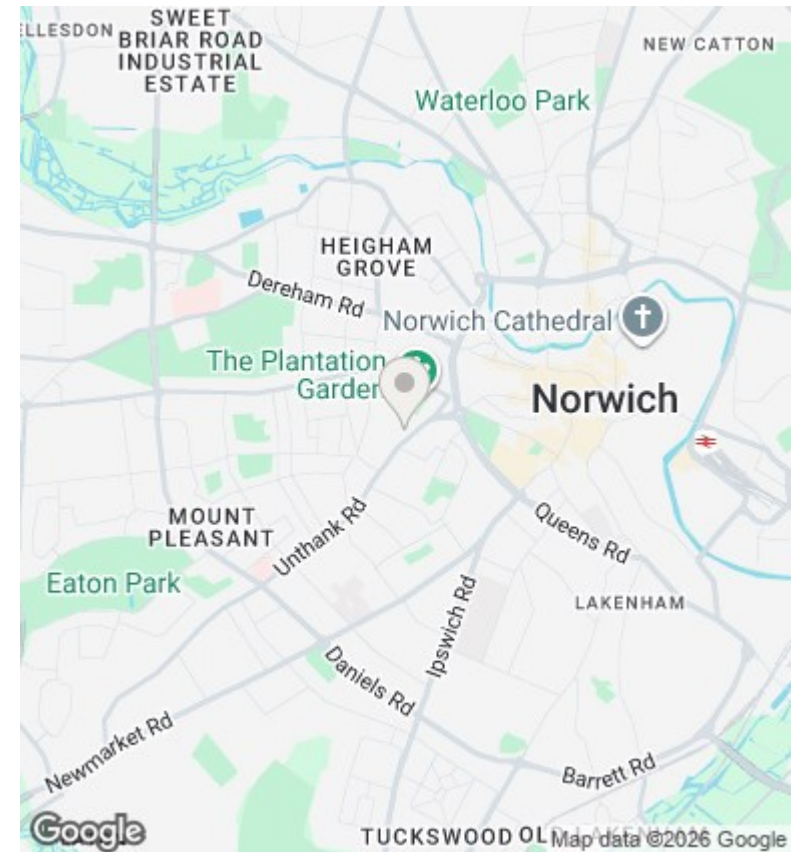 ELLESDON
SWEET
BRIAR ROAD
INDUSTRIAL
ESTATE
NEW CATTON
Waterloo Park
HEIGHAM
GROVE
Dereham Rd
Norwich Cathedral
The Plantation
Garden
Norwich
MOUNT
PLEASANT
Unthank Rd
Queens Rd
Eaton Park
Ipswich Rd
LAKENHAM
Daniels Rd
Newmarket Rd
Barrett Rd
Google
TUCKSWOOD
OLD LAKENHAM
Map data ©2026 Google